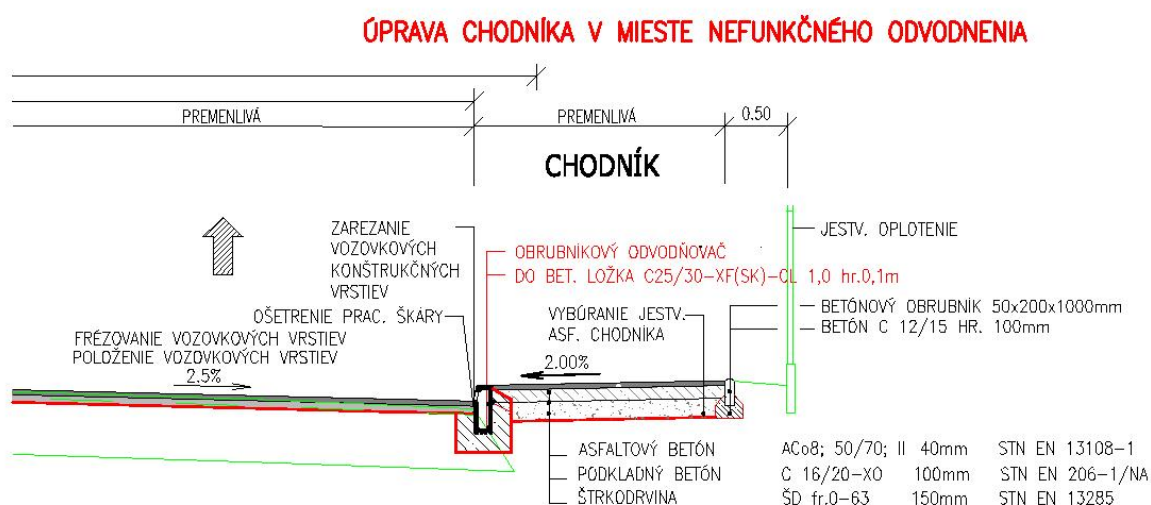 ÚPRAVA CHODNÍKA V MIESTE NEFUNKČNÉHO ODVODNENIA
PREMENLIVÁ
PREMENLIVÁ
0.50
CHODNÍK
ZAREZANIE
VOZOVKOVÝCH
KONŠTRUKČNÝCH
VRSTIEV
OBRUBNÍKOVÝ ODVODŇOVAČ
DO BET. LOŽKA C25/30-XF(SK)-CL 1,0 hr.0,1m
JESTV. OPLOTENIE
OŠETRENIE PRAC. ŠKÁRY
VYBÚRANIE JESTV.
ASF. CHODNÍKA
BETÓNOVÝ OBRUBNÍK 50x200x1000mm
BETÓN C 12/15 HR. 100mm
FRÉZOVANIE VOZOVKOVÝCH VRSTIEV
POLOŽENIE VOZOVKOVÝCH VRSTIEV
2.5%
2.00%
ASFALTOVÝ BETÓN ACo8; 50/70; II 40mm STN EN 13108-1
PODKLADNÝ BETÓN C 16/20-XO 100mm STN EN 206-1/NA
ŠTRKODRVINA ŠD fr.0-63 150mm STN EN 13285